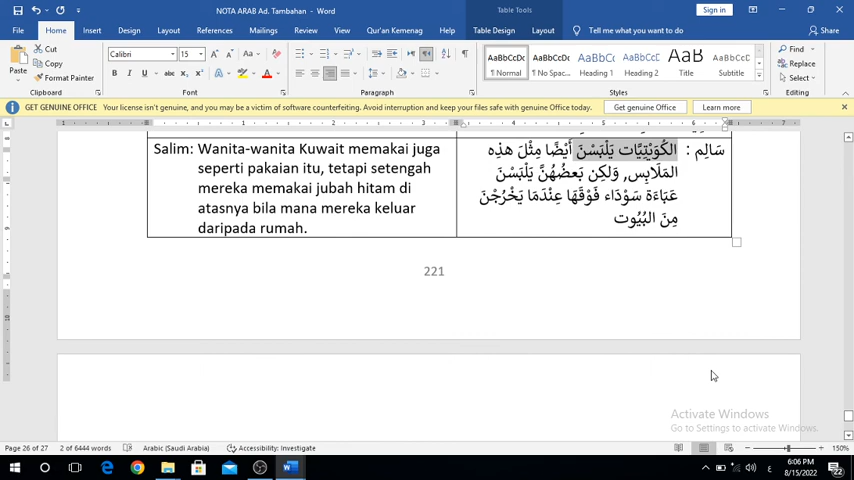 NOTA ARAB Ad. Tambahan - Word
Table Tools
Sign in
File Home Insert Draw Design Layout References Mailings Review View Qur'an Kemenag Help Table Design Layout Tell me what you want to do Share
Cut
Copy
Format Painter
Paste
Calibri 15
AaBbCcDc AaBbCcDc AaBbCc AaBbCcC AaB AaBbCcC
¶ Normal ¶ No Spac... Heading 1 Heading 2 Title Subtitle
Find
Replace
Select
Clipboard Font Paragraph Styles Editing
GET GENUINE OFFICE Your license isn't genuine, and you may be a victim of software counterfeiting. Avoid interruption and keep your files safe with genuine Office today. Get genuine Office Learn more
Salim: Wanita-wanita Kuwait memakai juga
seperti pakaian itu, tetapi setengah
mereka memakai jubah hitam di
atasnya bila mana mereka keluar
daripada rumah.
سَالِم : الكُوَيْتِيَّات يَلْبَسْنَ أَيْضًا مِثْلَ هذِه
المَلَابِس, وَلكِن بَعضُهُنَّ يَلْبَسْنَ
عَبَاءَة سَوْدَاء فَوْقَهَا عِنْدَمَا يَخْرُجْنَ
مِنَ البُيُوت
221
Activate Windows
Go to Settings to activate Windows.
Page 26 of 27 2 of 6444 words Arabic (Saudi Arabia) Accessibility: Investigate 150%
6:06 PM
8/15/2022
22